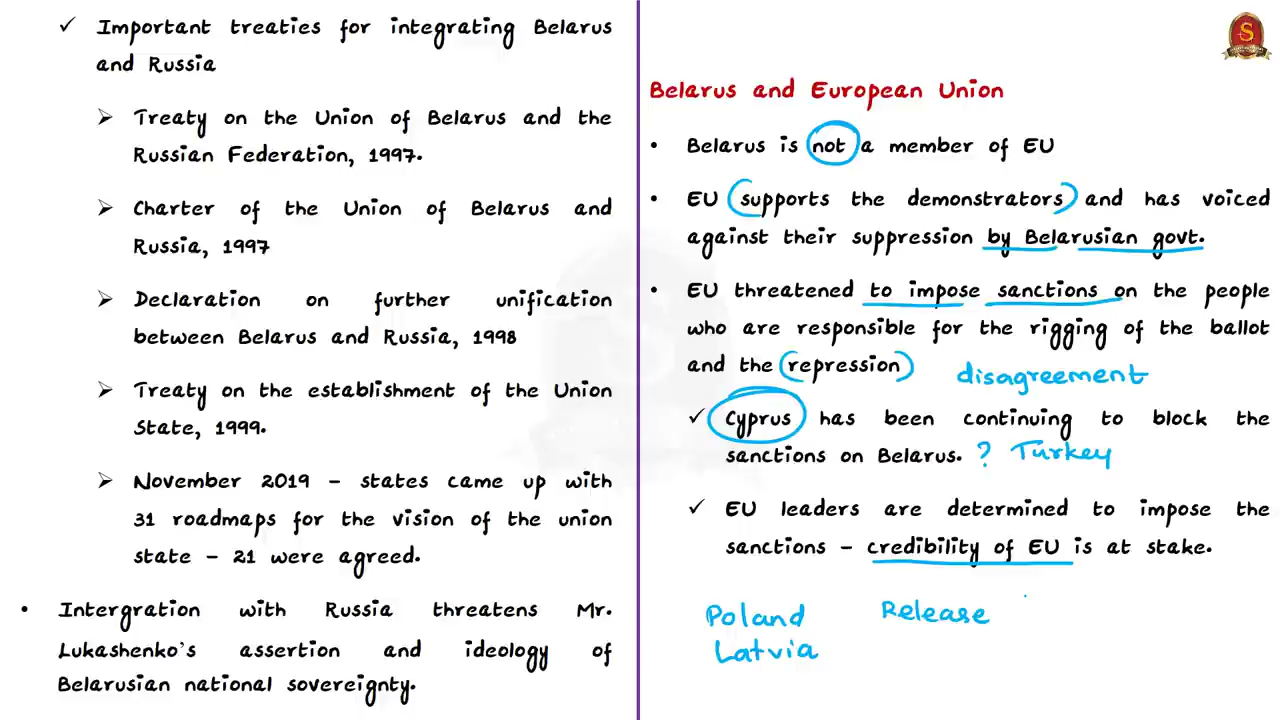 ✓ Important treaties for integrating Belarus
and Russia
➢ Treaty on the Union of Belarus and the
Russian Federation, 1997.
➢ Charter of the Union of Belarus and
Russia, 1997
➢ Declaration on further unification
between Belarus and Russia, 1998
➢ Treaty on the establishment of the Union
State, 1999.
➢ November 2019 – states came up with
31 roadmaps for the vision of the union
state – 21 were agreed.
• Intergration with Russia threatens Mr.
Lukashenko's assertion and ideology of
Belarusian national sovereignty.
S
Belarus and European Union
• Belarus is not a member of EU
• EU (supports the demonstrators) and has voiced
against their suppression by Belarusian govt.
• EU threatened to impose sanctions on the people
who are responsible for the rigging of the ballot
and the (repression)
disagreement
✓ Cyprus has been continuing to block the
sanctions on Belarus. ? Turkey
✓ EU leaders are determined to impose the
sanctions – credibility of EU is at stake.
Poland Release
Latvia